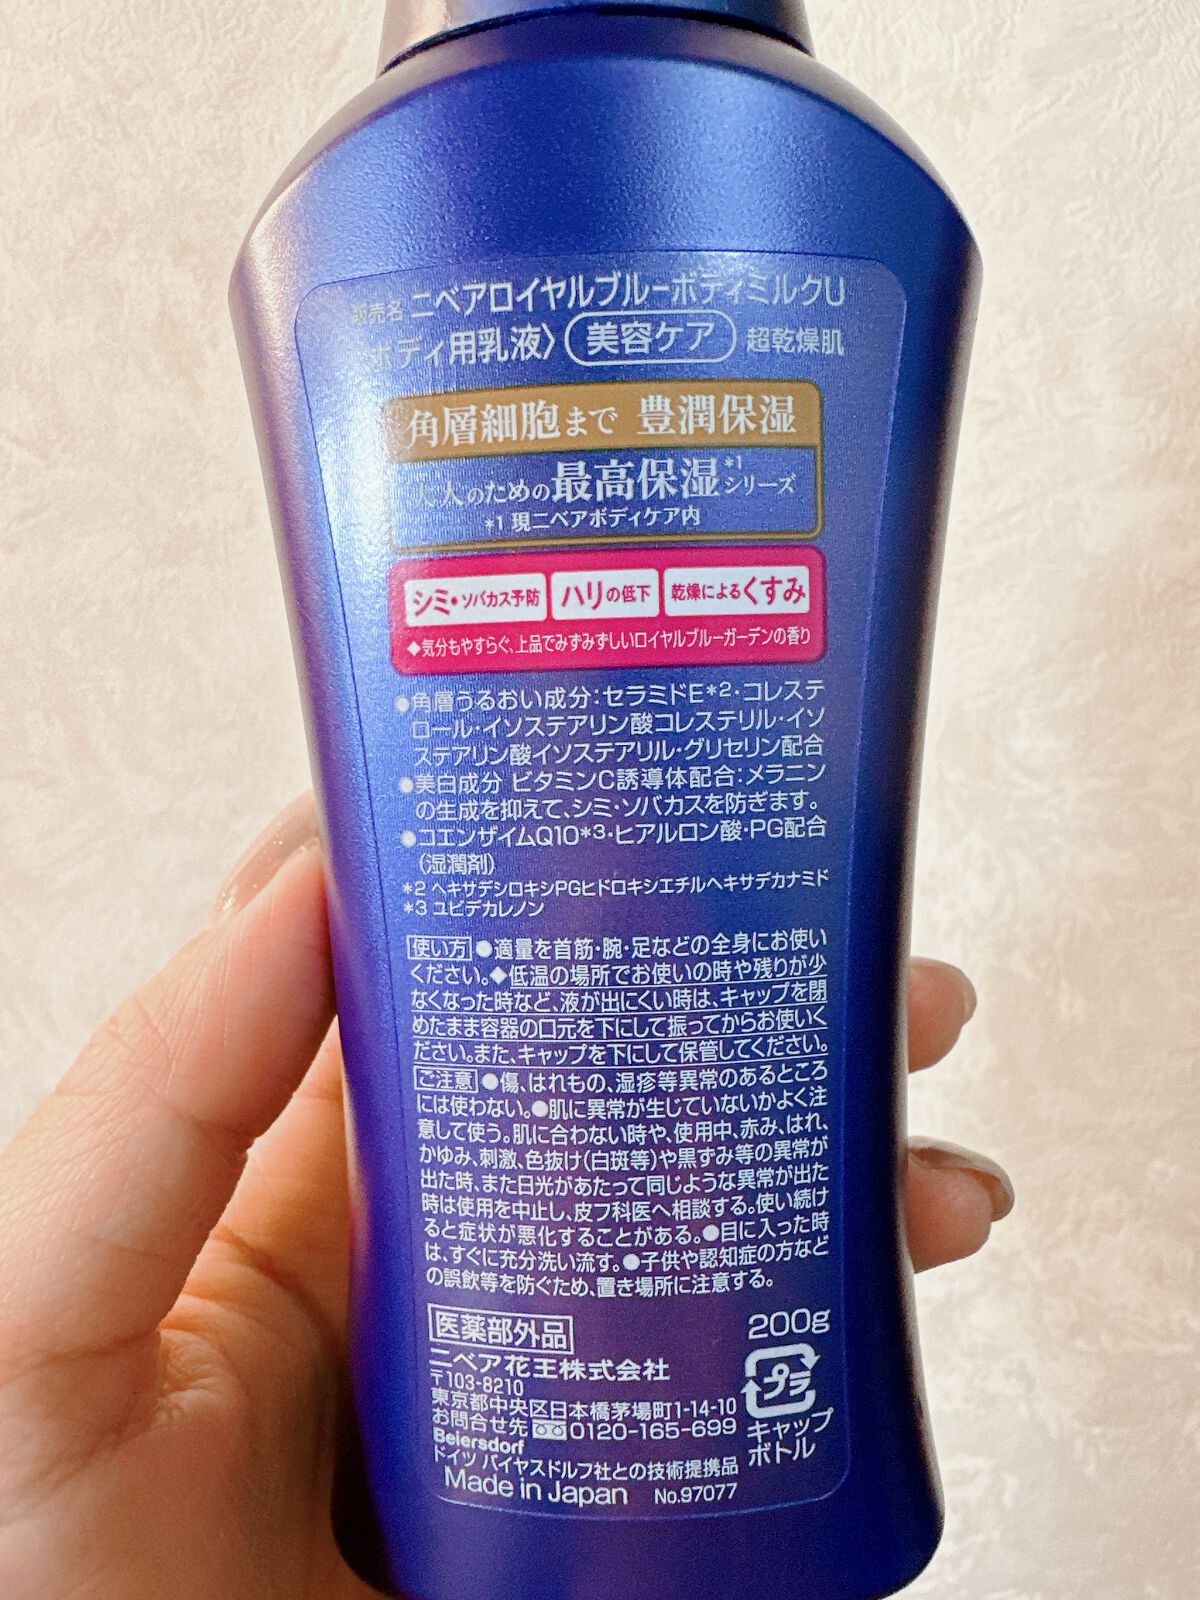 販売名 ニベアロイヤルブルーボディミルクU
ボディ用乳液〉 美容ケア 超乾燥肌
角層細胞まで 豊潤保湿
大人のための最高保湿*1シリーズ
*1 現ニベアボディケア内
シミ・ソバカス予防 ハリの低下 乾燥によるくすみ
◆気分もやすらぐ、上品でみずみずしいロイヤルブルーガーデンの香り
●角層うるおい成分：セラミドE*2・コレステ
ロール・イソステアリン酸コレステリル・イソ
ステアリン酸イソステアリル・グリセリン配合
●美白成分 ビタミンC誘導体配合：メラニン
の生成を抑えて、シミ・ソバカスを防ぎます。
●コエンザイムQ10*3・ヒアルロン酸・PG配合
（湿潤剤）
*2 ヘキサデシロキシPGヒドロキシエチルヘキサデカナミド
*3 ユビデカレノン
使い方 ●適量を首筋・腕・足などの全身にお使い
ください。◆低温の場所でお使いの時や残りが少
なくなった時など、液が出にくい時は、キャップを閉
めたまま容器の口元を下にして振ってからお使いく
ださい。また、キャップを下にして保管してください。
ご注意 ●傷、はれもの、湿疹等異常のあるところ
には使わない。●肌に異常が生じていないかよく注
意して使う。肌に合わない時や、使用中、赤み、はれ、
かゆみ、刺激、色抜け（白斑等）や黒ずみ等の異常が
出た時、また日光があたって同じような異常が出た
時は使用を中止し、皮フ科医へ相談する。使い続け
ると症状が悪化することがある。●目に入った時
は、すぐに充分洗い流す。●子供や認知症の方など
の誤飲等を防ぐため、置き場所に注意する。
医薬部外品 200g
ニベア花王株式会社
〒103-8210
東京都中央区日本橋茅場町1-14-10
お問合せ先 0120-165-699
プラ
キャップ
ボトル
Beiersdorf
ドイツ バイヤスドルフ社との技術提携品
Made in Japan No.97077